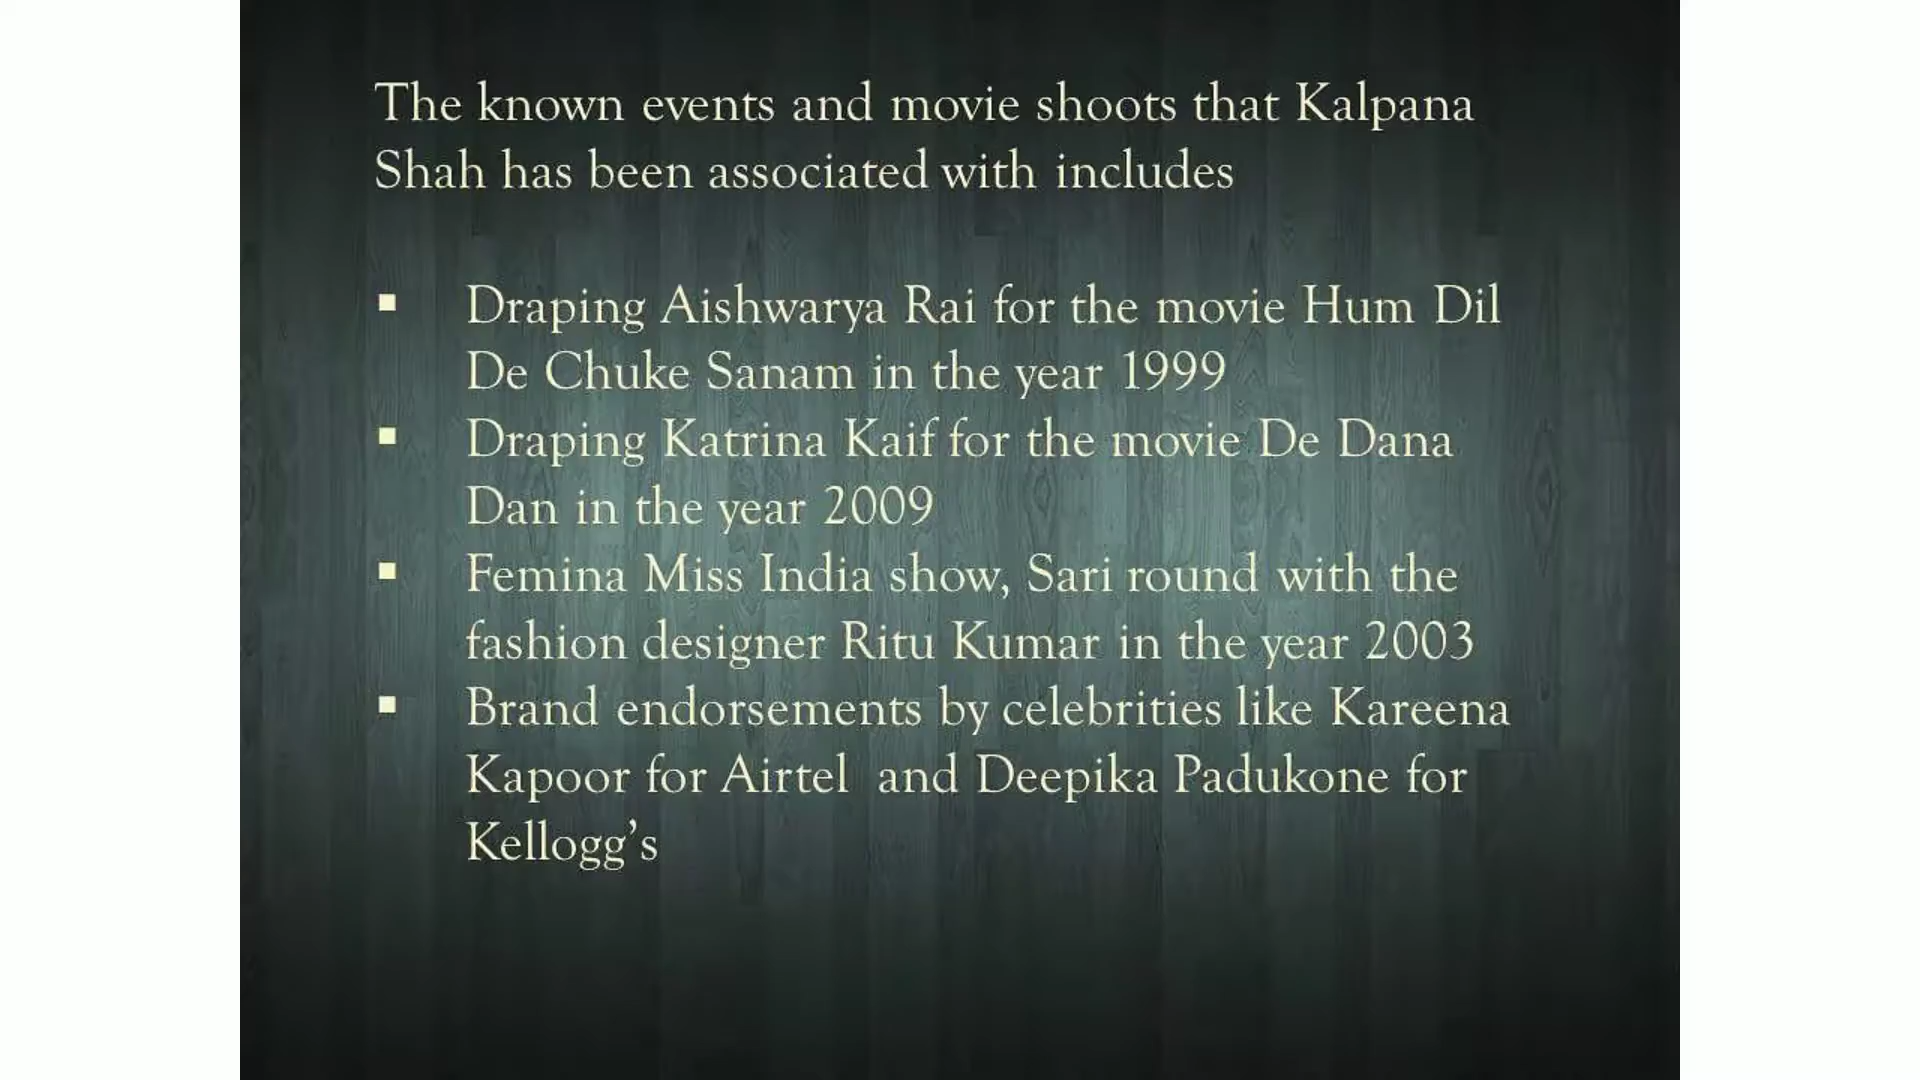 The known events and movie shoots that Kalpana
Shah has been associated with includes
▪ Draping Aishwarya Rai for the movie Hum Dil
De Chuke Sanam in the year 1999
▪ Draping Katrina Kaif for the movie De Dana
Dan in the year 2009
▪ Femina Miss India show, Sari round with the
fashion designer Ritu Kumar in the year 2003
▪ Brand endorsements by celebrities like Kareena
Kapoor for Airtel  and Deepika Padukone for
Kellogg’s